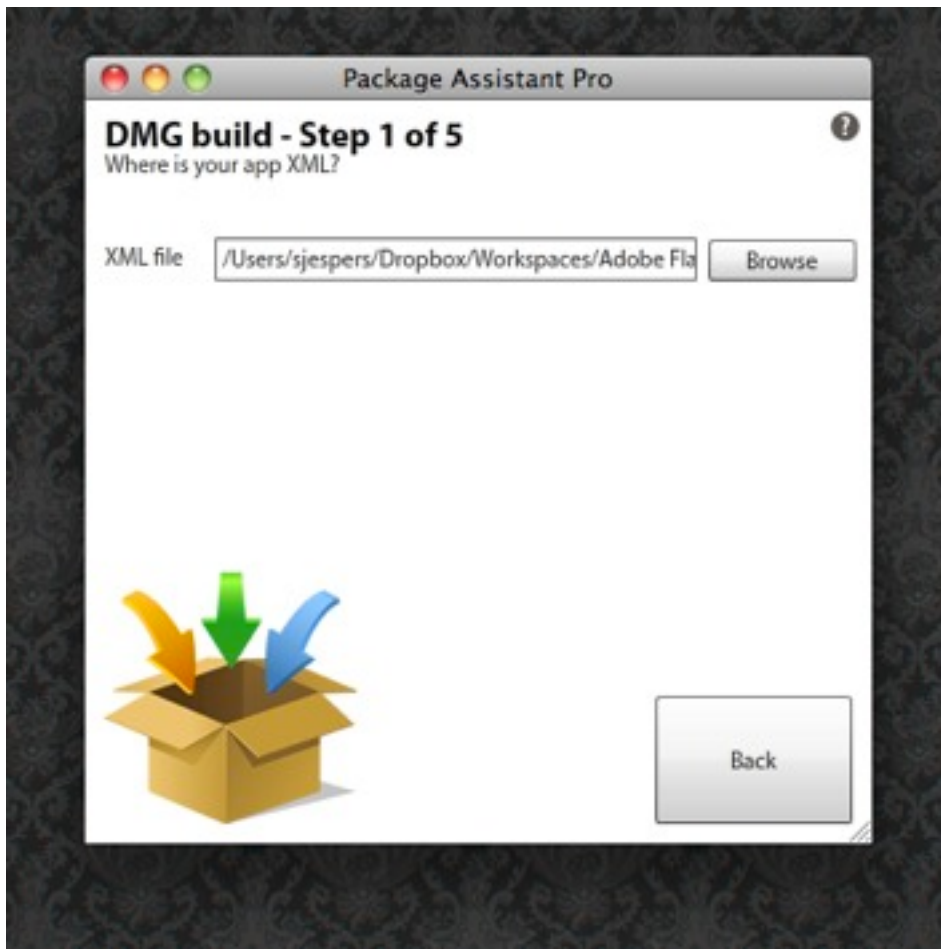 Package Assistant Pro
DMG build - Step 1 of 5
?
Where is your app XML?
XML file
/Users/sjespers/Dropbox/Workspaces/Adobe Fla
Browse
Back